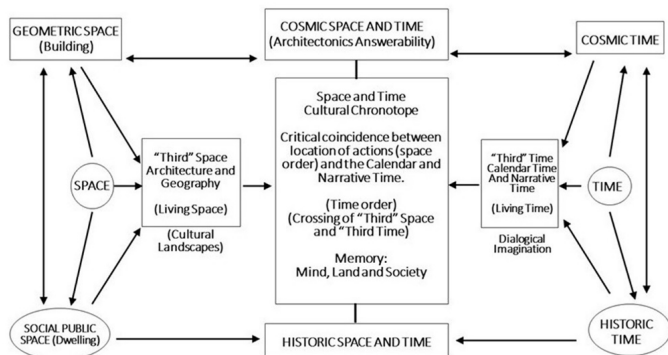 GEOMETRIC SPACE
(Building)
COSMIC SPACE AND TIME
(Architectonics Answerability)
COSMIC TIME
Space and Time
Cultural Chronotope
Critical coincidence between
location of actions (space
order) and the Calendar and
Narrative Time.
(Time order)
(Crossing of “Third” Space
and “Third Time)
Memory:
Mind, Land and Society
SPACE
“Third” Space
Architecture and
Geography
(Living Space)
(Cultural
Landscapes)
“Third” Time
Calendar Time
And Narrative
Time
(Living Time)
Dialogical
Imagination
TIME
SOCIAL PUBLIC
SPACE (Dwelling)
HISTORIC SPACE AND TIME
HISTORIC
TIME